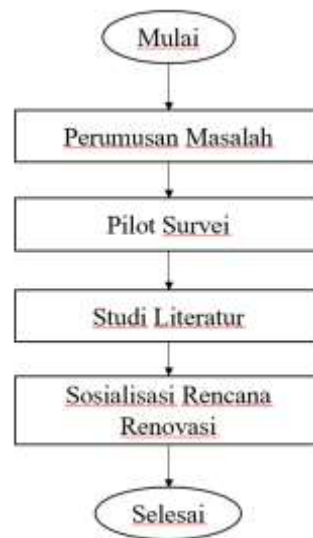 Mulai
Perumusan Masalah
Pilot Survei
Studi Literatur
Sosialisasi Rencana
Renovasi
Selesai